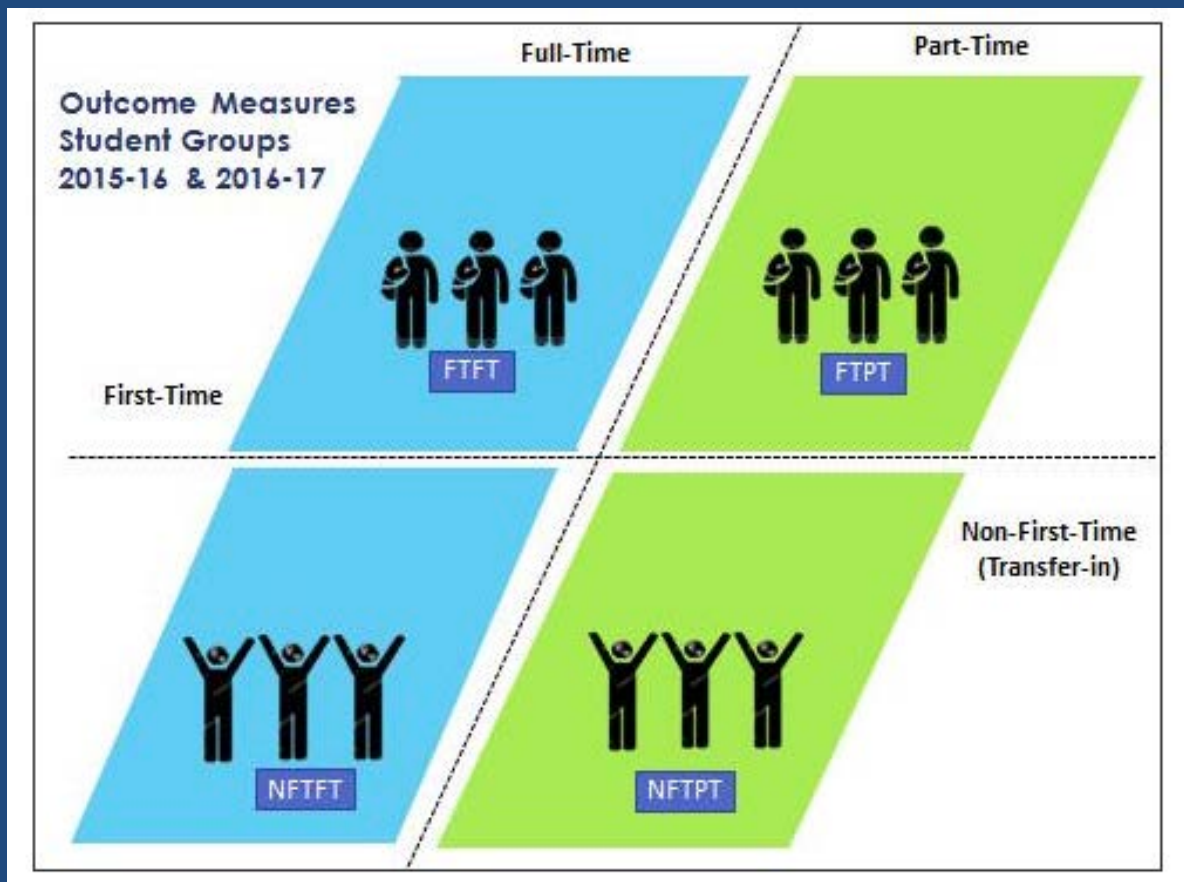 Full-Time
Part-Time
Outcome Measures
Student Groups
2015-16 & 2016-17
FTFT
FTPT
First-Time
Non-First-Time
(Transfer-in)
NFTFT
NFTPT